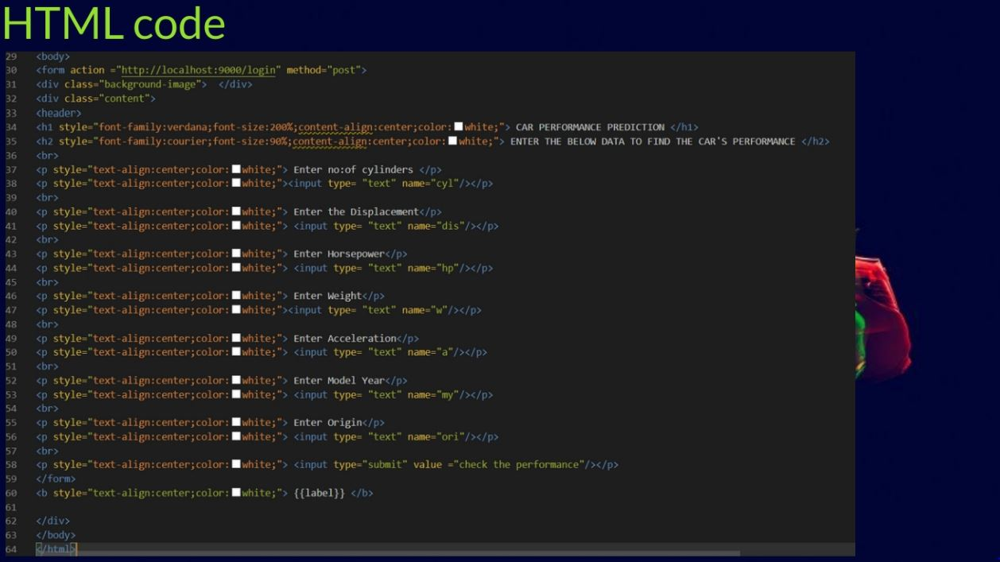 HTML code
29 <body>
30 <form action ="http://localhost:9000/login" method="post">
31 <div class="background-image">  </div>
32 <div class="content">
33 <header>
34 <h1 style="font-family:verdana;font-size:200%;content-align:center;color:white;"> CAR PERFORMANCE PREDICTION </h1>
35 <h2 style="font-family:courier;font-size:90%;content-align:center;color:white;"> ENTER THE BELOW DATA TO FIND THE CAR'S PERFORMANCE </h2>
36 <br>
37 <p style="text-align:center;color:white;"> Enter no:of cylinders </p>
38 <p style="text-align:center;color:white;"><input type= "text" name="cyl"/></p>
39 <br>
40 <p style="text-align:center;color:white;"> Enter the Displacement</p>
41 <p style="text-align:center;color:white;"> <input type= "text" name="dis"/></p>
42 <br>
43 <p style="text-align:center;color:white;"> Enter Horsepower</p>
44 <p style="text-align:center;color:white;"> <input type= "text" name="hp"/></p>
45 <br>
46 <p style="text-align:center;color:white;"> Enter Weight</p>
47 <p style="text-align:center;color:white;"><input type= "text" name="w"/></p>
48 <br>
49 <p style="text-align:center;color:white;"> Enter Acceleration</p>
50 <p style="text-align:center;color:white;"> <input type= "text" name="a"/></p>
51 <br>
52 <p style="text-align:center;color:white;"> Enter Model Year</p>
53 <p style="text-align:center;color:white;"> <input type= "text" name="my"/></p>
54 <br>
55 <p style="text-align:center;color:white;"> Enter Origin</p>
56 <p style="text-align:center;color:white;"> <input type= "text" name="ori"/></p>
57 <br>
58 <p style="text-align:center;color:white;"> <input type="submit" value ="check the performance"/></p>
59 </form>
60 <b style="text-align:center;color:white;"> {{label}} </b>
61
62 </div>
63 </body>
64 </html>